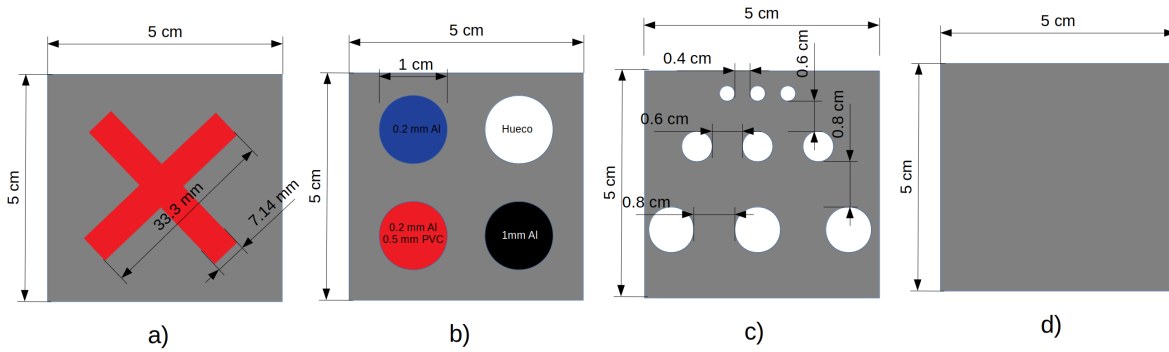 5 cm
5 cm
33.3 mm
7.14 mm
a)
5 cm
1 cm
5 cm
0.2 mm Al
Hueco
0.2 mm Al
0.5 mm PVC
1mm Al
b)
5 cm
0.4 cm
0.6 cm
0.6 cm
0.8 cm
5 cm
0.8 cm
c)
5 cm
5 cm
d)